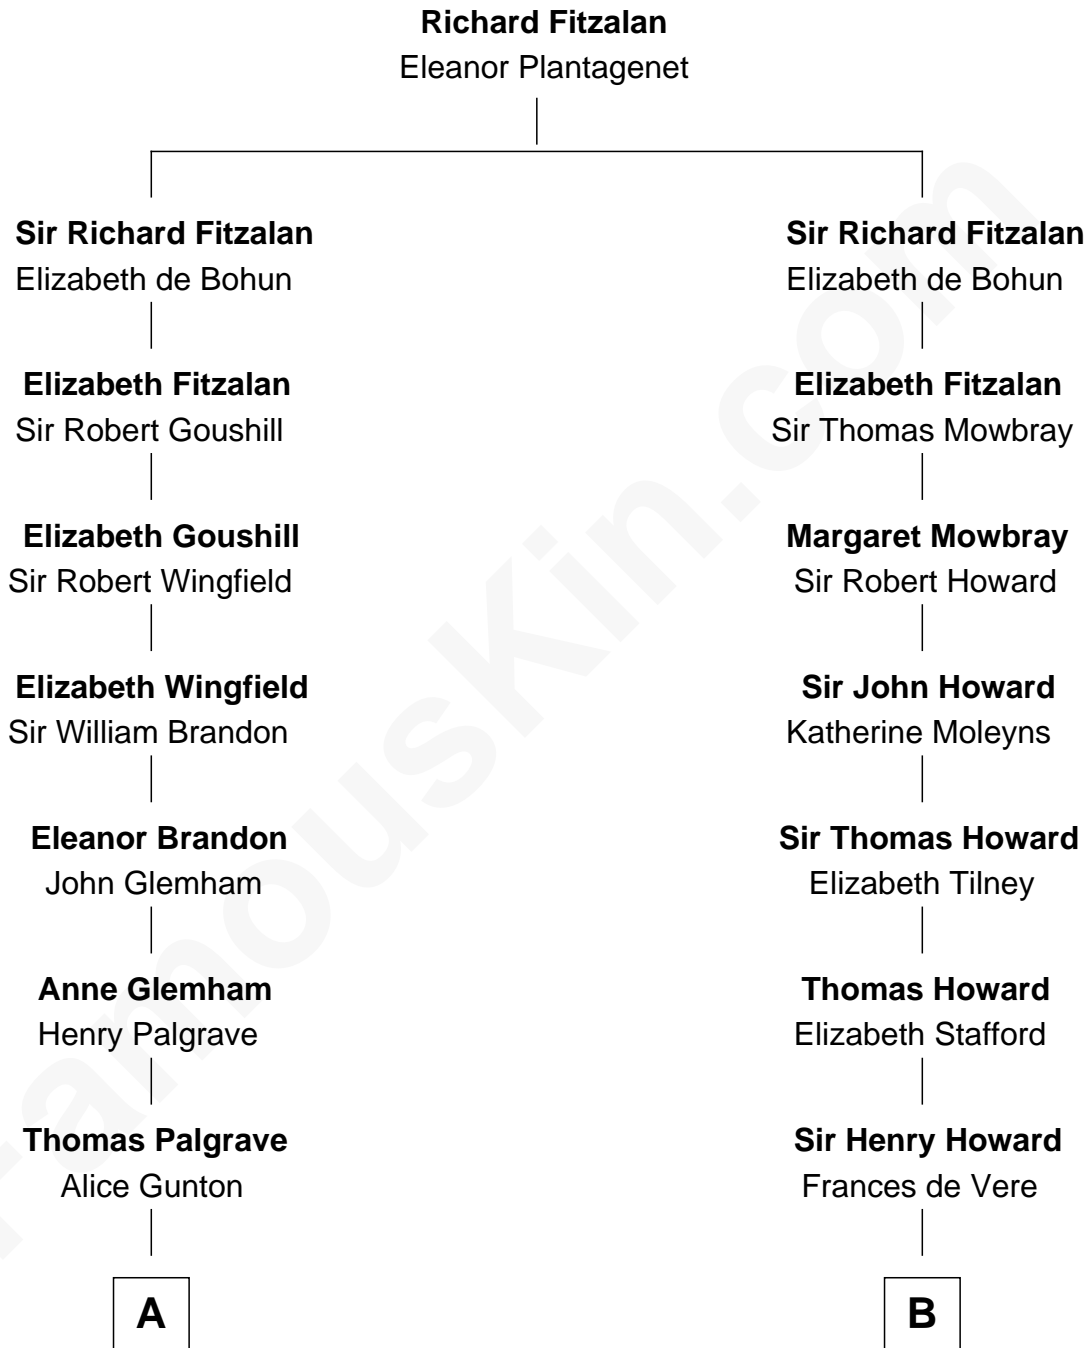 Richard Fitzalan
Eleanor Plantagenet
Sir Richard Fitzalan
Elizabeth de Bohun
Elizabeth Fitzalan
Sir Robert Goushill
Elizabeth Goushill
Sir Robert Wingfield
Elizabeth Wingfield
Sir William Brandon
Eleanor Brandon
John Glemham
Anne Glemham
Henry Palgrave
Thomas Palgrave
Alice Gunton
A
Sir Richard Fitzalan
Elizabeth de Bohun
Elizabeth Fitzalan
Sir Thomas Mowbray
Margaret Mowbray
Sir Robert Howard
Sir John Howard
Katherine Moleyns
Sir Thomas Howard
Elizabeth Tilney
Thomas Howard
Elizabeth Stafford
Sir Henry Howard
Frances de Vere
B
FamousKin.com